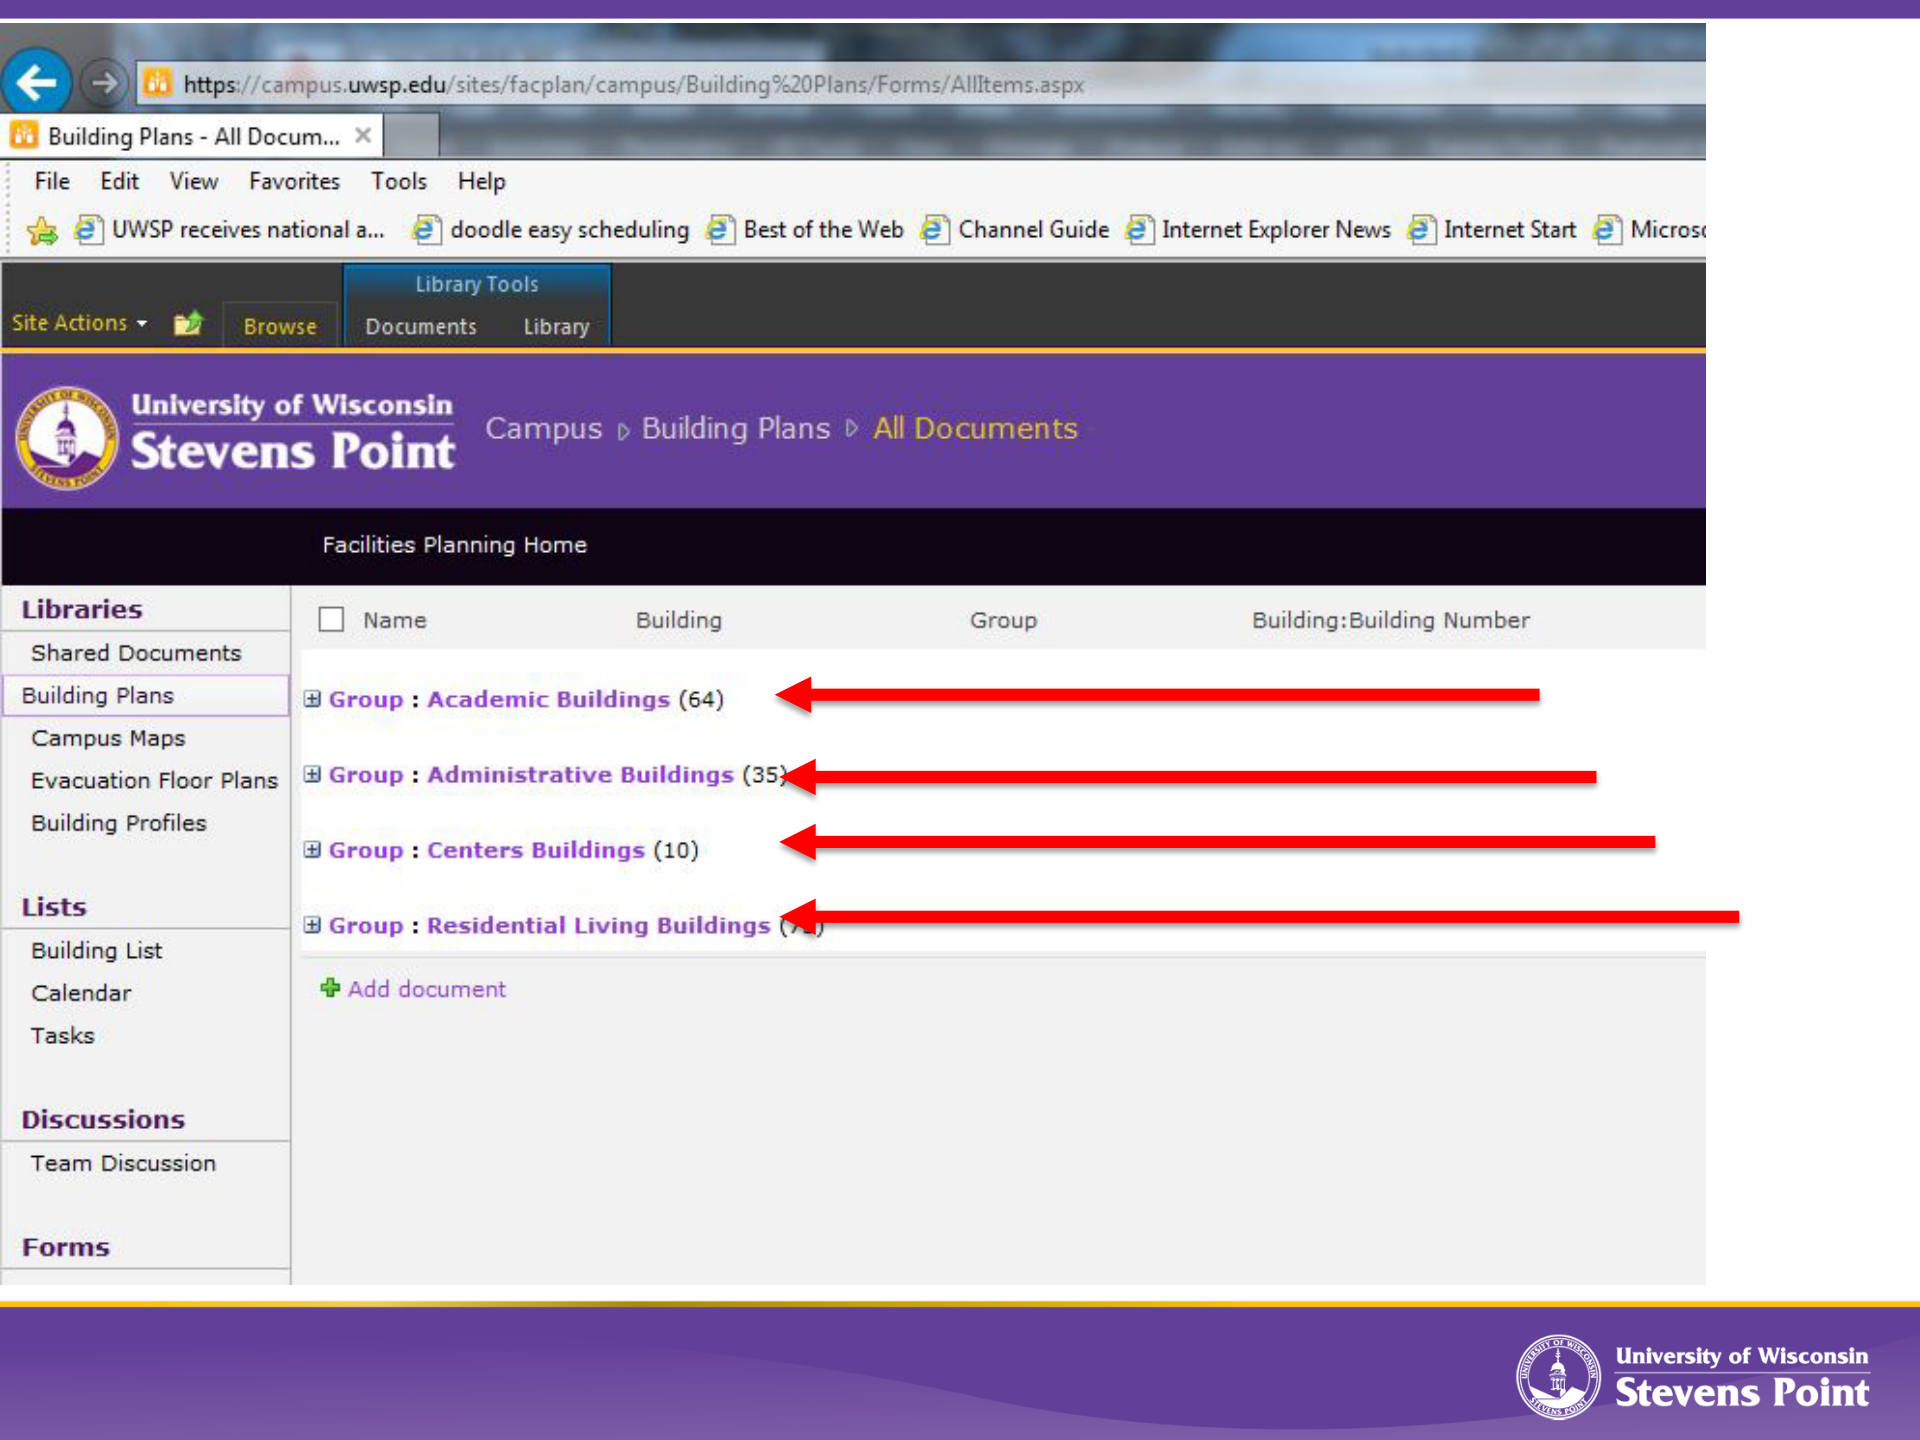 https://campus.uwsp.edu/sites/facplan/campus/Building%20Plans/Forms/AllItems.aspx
Building Plans - All Docum...
File Edit View Favorites Tools Help
UWSP receives national a... doodle easy scheduling Best of the Web Channel Guide Internet Explorer News Internet Start Microsc
Library Tools
Site Actions Browse Documents Library
University of Wisconsin
Stevens Point
Campus Building Plans All Documents
Facilities Planning Home
Libraries
Shared Documents
Building Plans
Campus Maps
Evacuation Floor Plans
Building Profiles
Lists
Building List
Calendar
Tasks
Discussions
Team Discussion
Forms
Name Building Group Building:Building Number
Group : Academic Buildings (64)
Group : Administrative Buildings (35)
Group : Centers Buildings (10)
Group : Residential Living Buildings
Add document
University of Wisconsin
Stevens Point